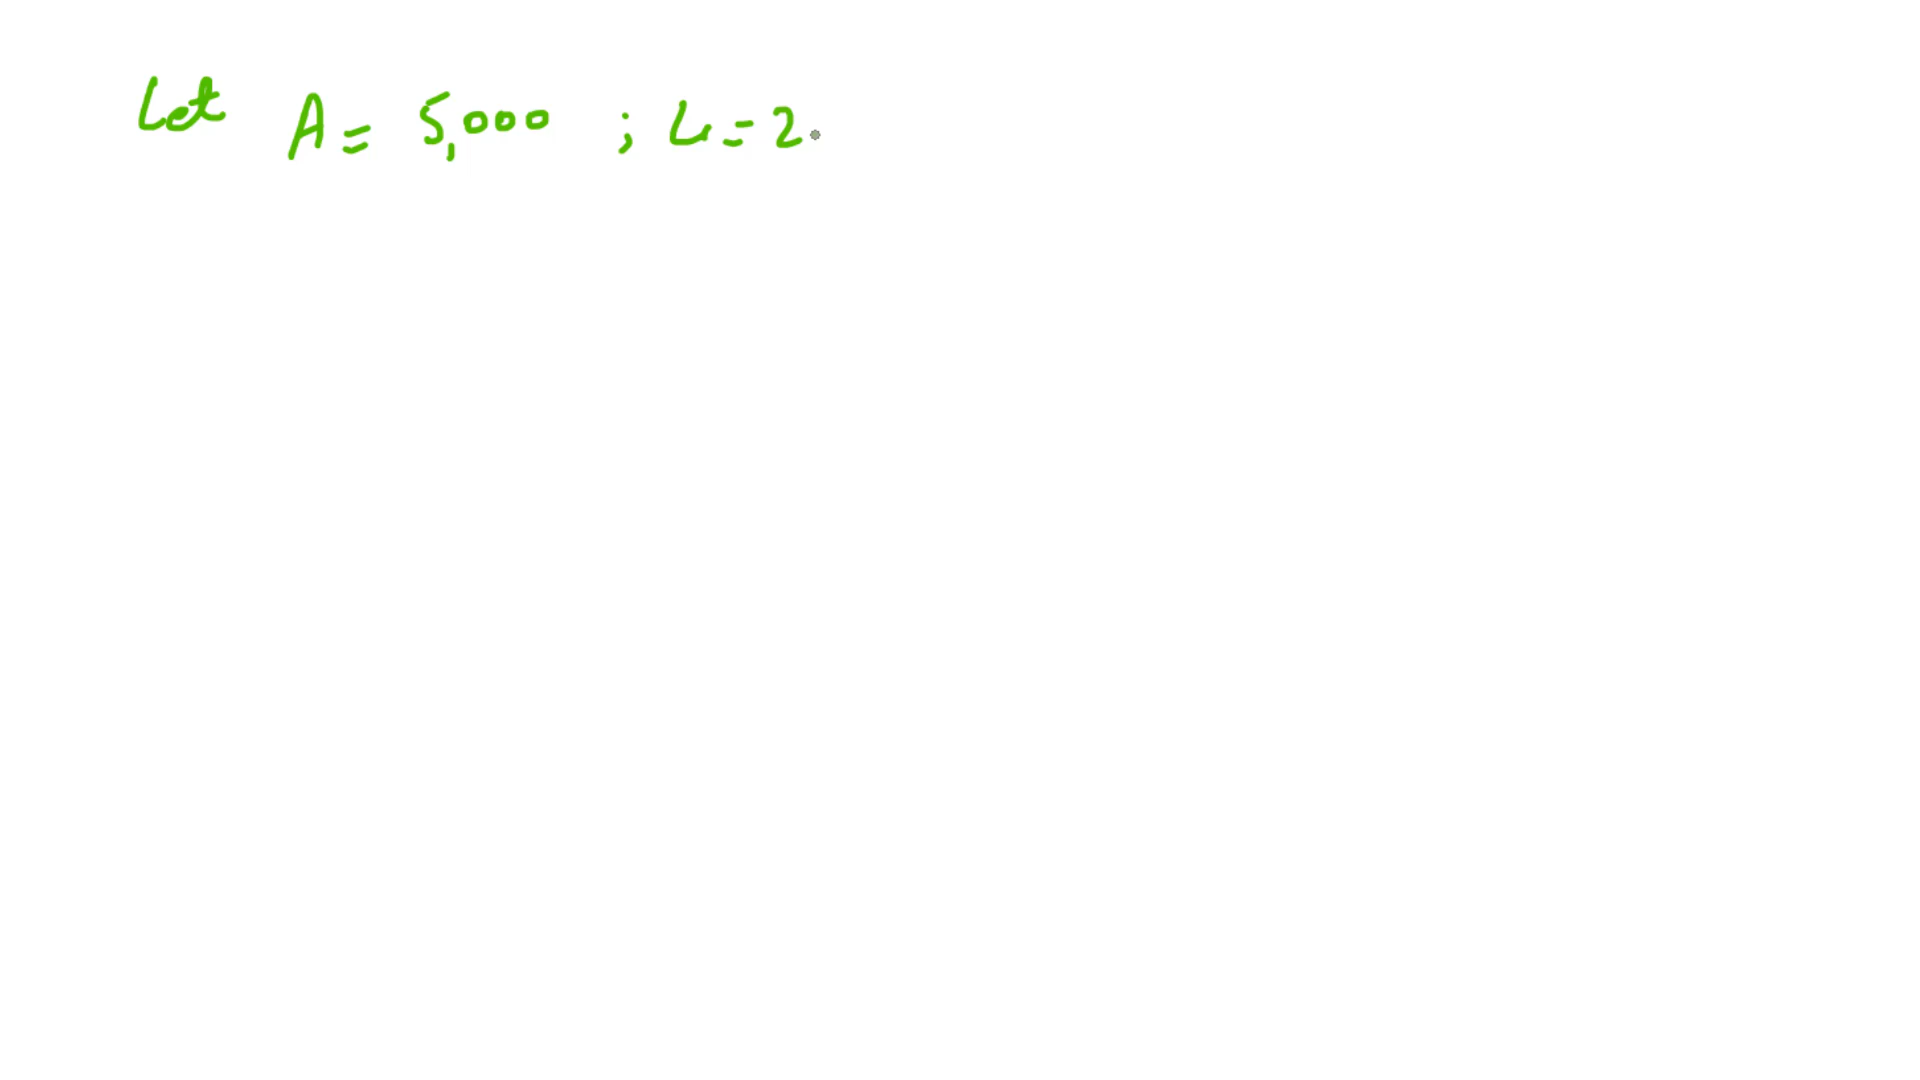 Let A = 5,000 ; L = 2